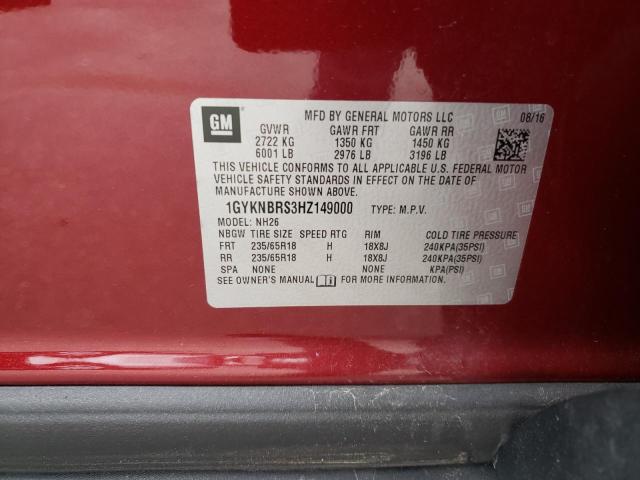 GM
MFD BY GENERAL MOTORS LLC 08/16
GVWR GAWR FRT GAWR RR
2722 KG 1350 KG 1450 KG
6001 LB 2976 LB 3196 LB
THIS VEHICLE CONFORMS TO ALL APPLICABLE U.S. FEDERAL MOTOR
VEHICLE SAFETY STANDARDS IN EFFECT ON THE DATE OF
MANUFACTURE SHOWN ABOVE.
1GYKNBRS3HZ149000 TYPE: M.P.V.
MODEL: NH26
NBGW TIRE SIZE SPEED RTG RIM COLD TIRE PRESSURE
FRT 235/65R18 H 18X8J 240KPA(35PSI)
RR 235/65R18 H 18X8J 240KPA(35PSI)
SPA NONE NONE KPA(PSI)
SEE OWNER'S MANUAL FOR MORE INFORMATION.